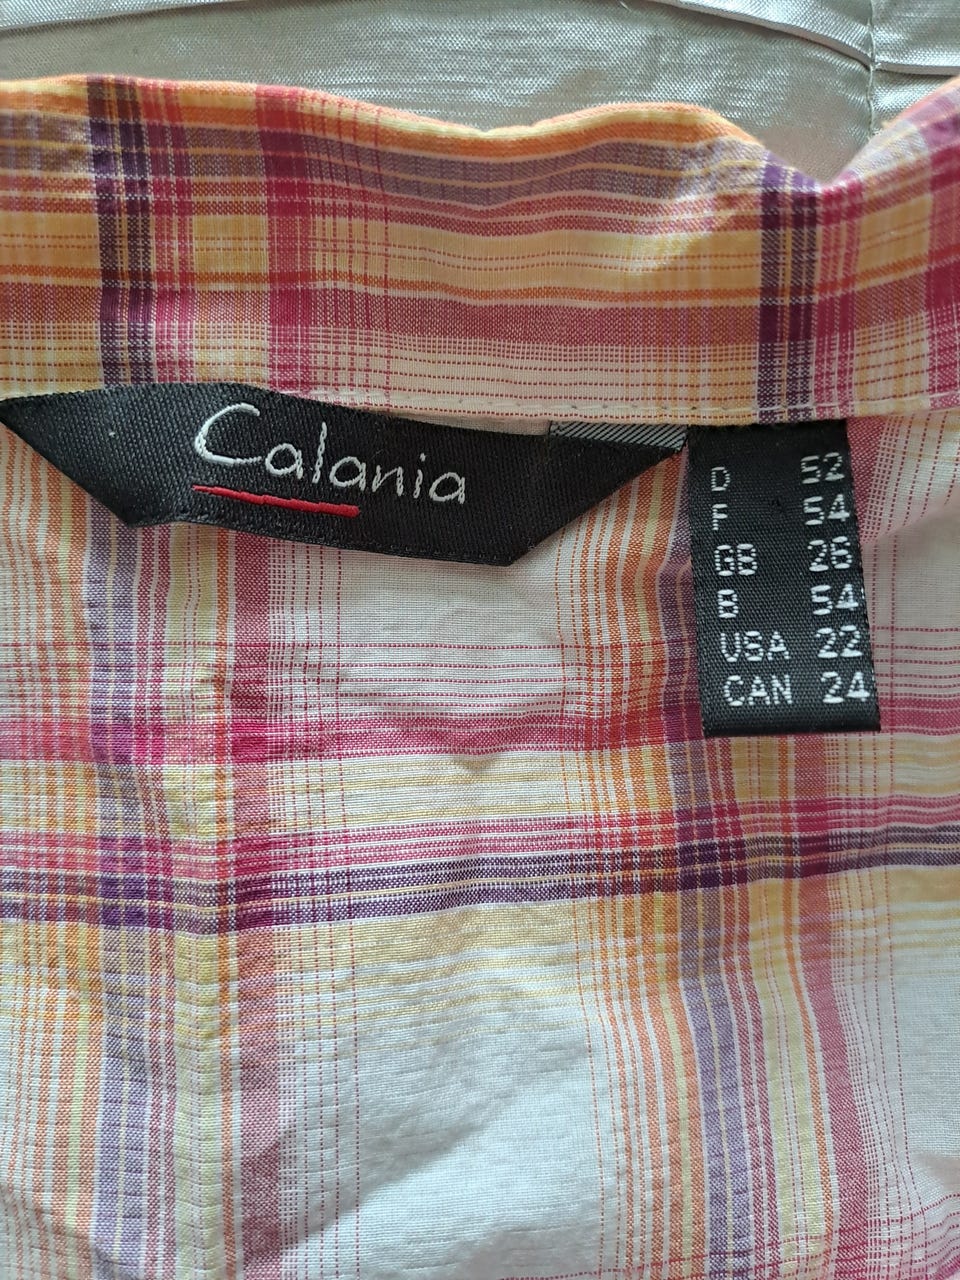 Calania
D 52
F 54
GB 26
B 54
USA 22
CAN 24